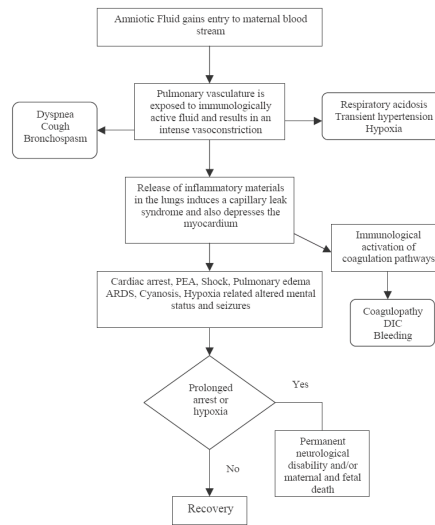 Amniotic Fluid gains entry to maternal blood
stream
Pulmonary vasculature is
exposed to immunologically
active fluid and results in an
intense vasoconstriction
Dyspnea
Cough
Bronchospasm
Respiratory acidosis
Transient hypertension
Hypoxia
Release of inflammatory materials
in the lungs induces a capillary leak
syndrome and also depresses the
myocardium
Immunological
activation of
coagulation pathways
Cardiac arrest, PEA, Shock, Pulmonary edema
ARDS, Cyanosis, Hypoxia related altered mental
status and seizures
Coagulopathy
DIC
Bleeding
Prolonged
arrest or
hypoxia
Yes
Permanent
neurological
disability and/or
maternal and fetal
death
No
Recovery